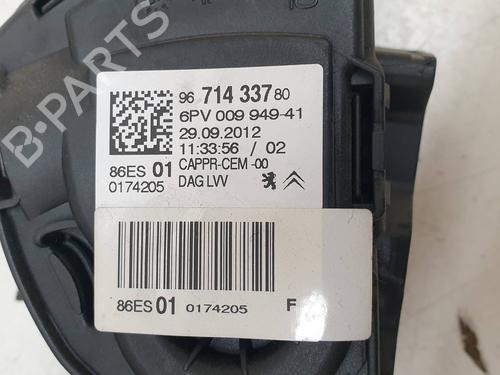 B-PARTS
96 714 337 80
6PV 009 949-41
29.09.2012
11:33:56 / 02
86ES 01 CAPPR-CEM -00
0174205 DAG LVV
86ES 01 0174205 F